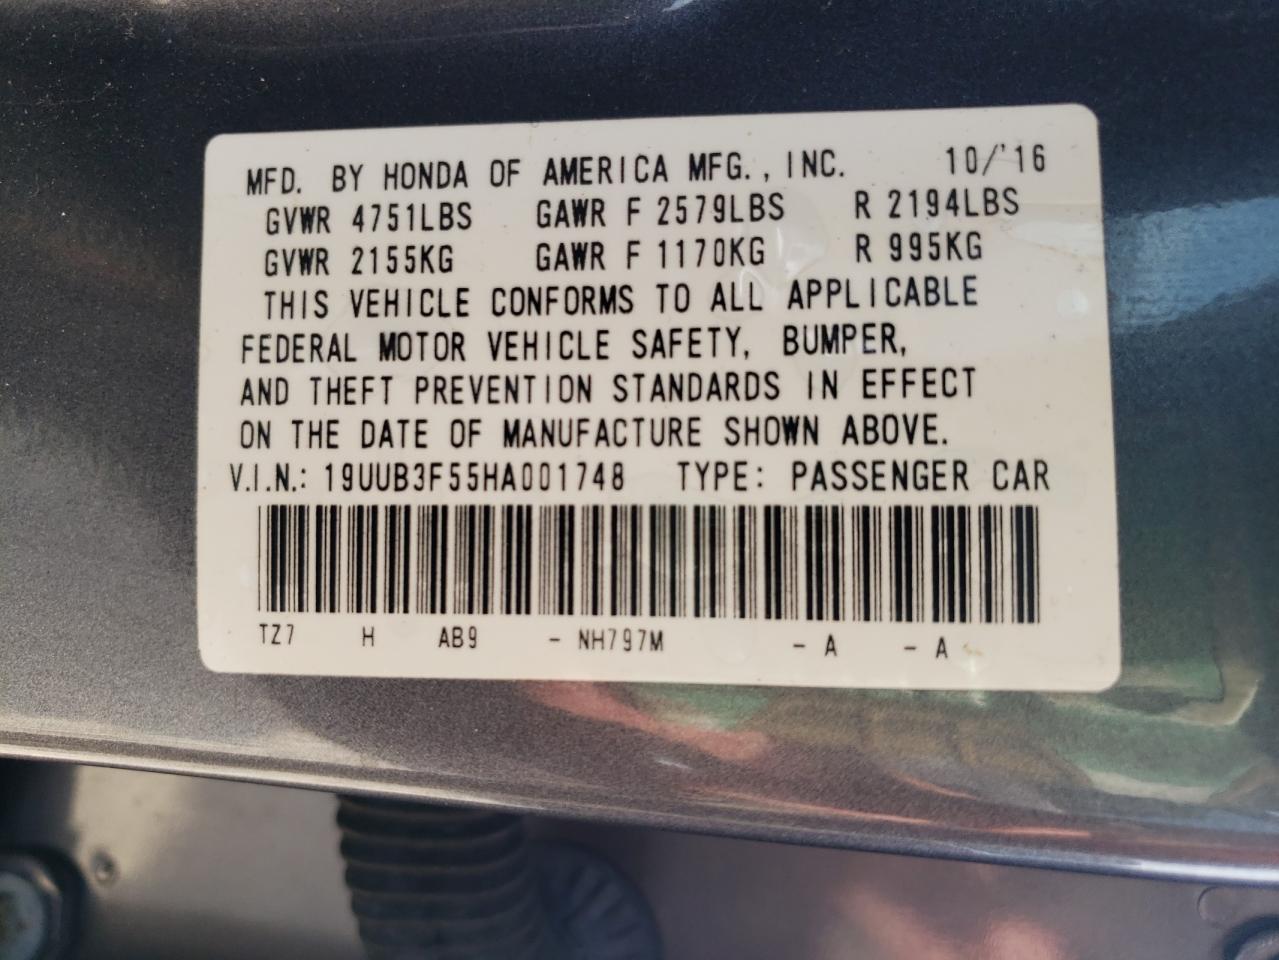 MFD. BY HONDA OF AMERICA MFG., INC. 10/'16
GVWR 4751LBS GAWR F 2579LBS R 2194LBS
GVWR 2155KG GAWR F 1170KG R 995KG
THIS VEHICLE CONFORMS TO ALL APPLICABLE
FEDERAL MOTOR VEHICLE SAFETY, BUMPER,
AND THEFT PREVENTION STANDARDS IN EFFECT
ON THE DATE OF MANUFACTURE SHOWN ABOVE.
V.I.N.: 19UUB3F55HA001748 TYPE: PASSENGER CAR
TZ7 H AB9 - NH797M - A - A